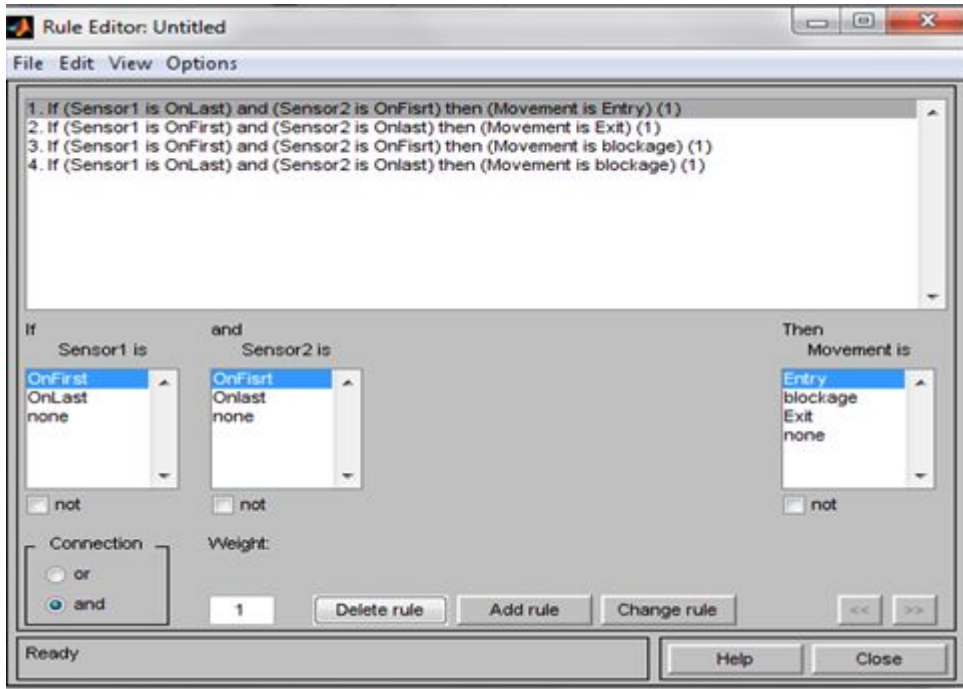 Rule Editor: Untitled
File Edit View Options
1. If (Sensor1 is OnLast) and (Sensor2 is OnFisrt) then (Movement is Entry) (1)
2. If (Sensor1 is OnFirst) and (Sensor2 is Onlast) then (Movement is Exit) (1)
3. If (Sensor1 is OnFirst) and (Sensor2 is OnFisrt) then (Movement is blockage) (1)
4. If (Sensor1 is OnLast) and (Sensor2 is Onlast) then (Movement is blockage) (1)
If and Then
Sensor1 is Sensor2 is Movement is
OnFirst OnFisrt Entry
OnLast Onlast blockage
none none Exit
none
not not not
Connection Weight:
or
and 1 Delete rule Add rule Change rule << >>
Ready Help Close